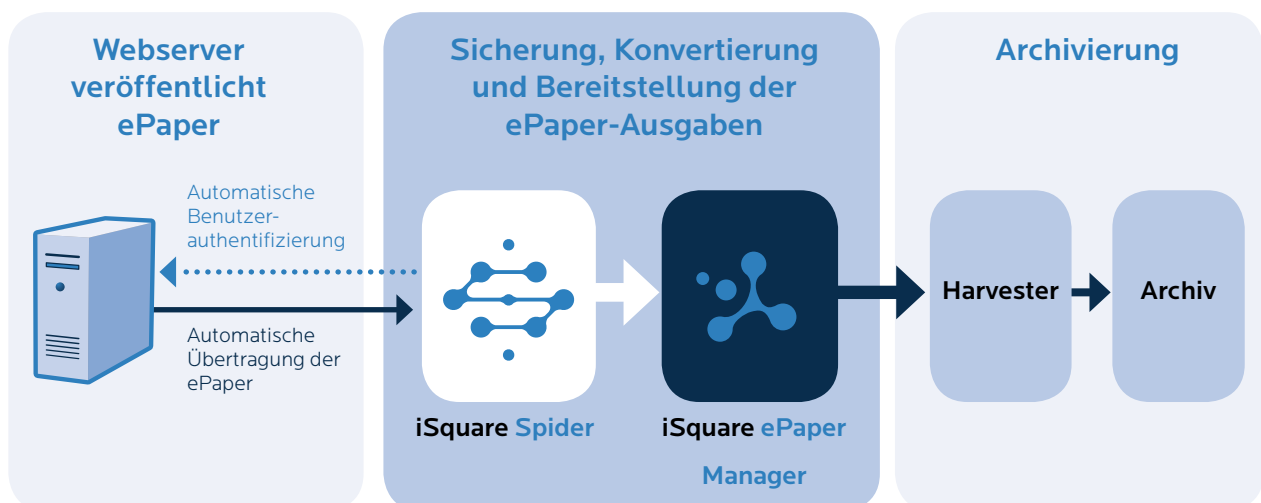 Webserver
veröffentlicht
ePaper
Automatische
Benutzer-
authentifizierung
Automatische
Übertragung der
ePaper
Sicherung, Konvertierung
und Bereitstellung der
ePaper-Ausgaben
iSquare Spider
iSquare ePaper
Manager
Archivierung
Harvester
Archiv